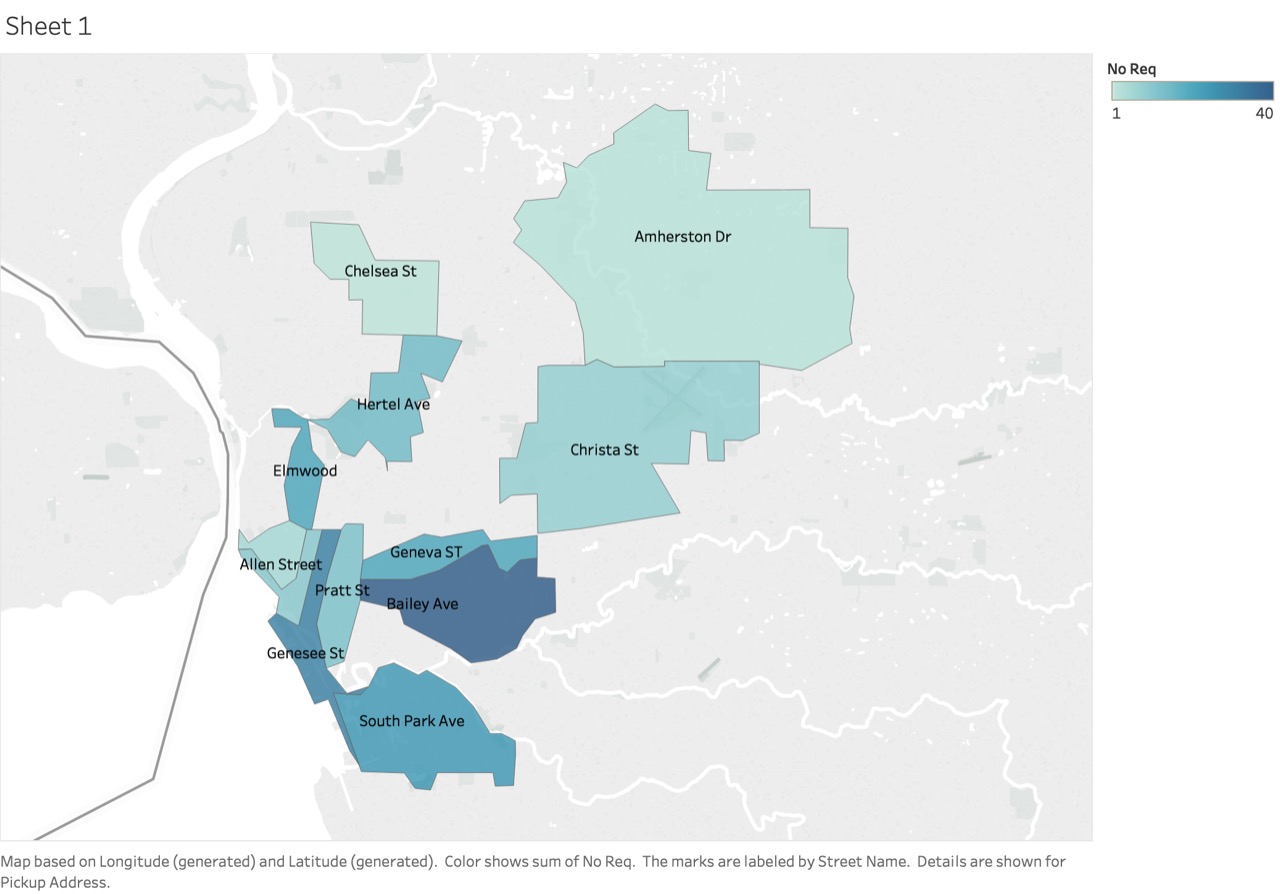 Sheet 1
No Req
1 40
Amherston Dr
Chelsea St
Hertel Ave
Christa St
Elmwood
Geneva ST
Allen Street
Pratt St
Bailey Ave
Genesee St
South Park Ave
Map based on Longitude (generated) and Latitude (generated).  Color shows sum of No Req.  The marks are labeled by Street Name.  Details are shown for
Pickup Address.